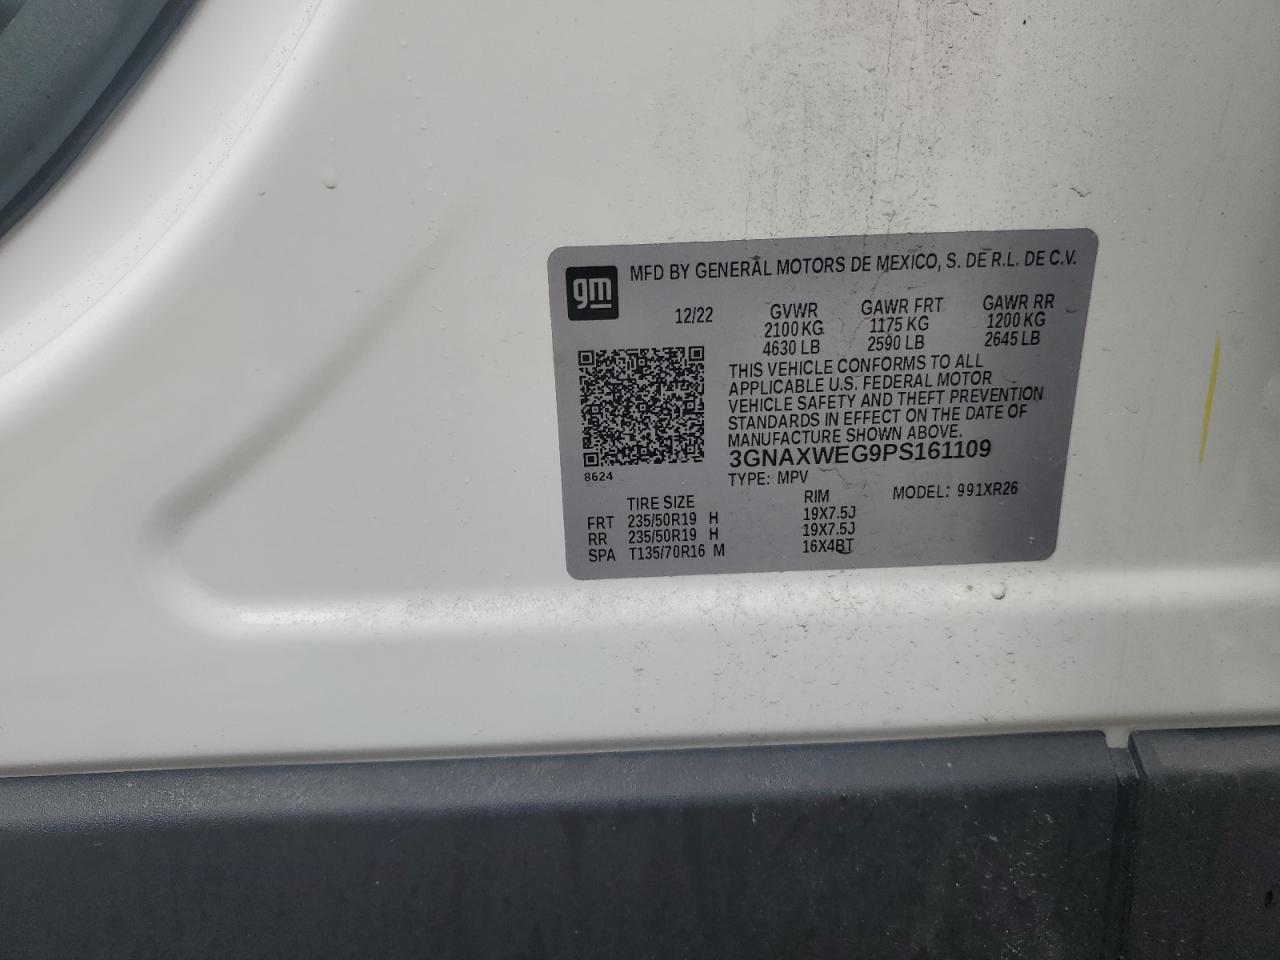 gm MFD BY GENERAL MOTORS DE MEXICO, S. DE R.L. DE C.V.
12/22 GVWR GAWR FRT GAWR RR
2100 KG 1175 KG 1200 KG
4630 LB 2590 LB 2645 LB
THIS VEHICLE CONFORMS TO ALL
APPLICABLE U.S. FEDERAL MOTOR
VEHICLE SAFETY AND THEFT PREVENTION
STANDARDS IN EFFECT ON THE DATE OF
MANUFACTURE SHOWN ABOVE.
3GNAXWEG9PS161109
8624 TYPE: MPV MODEL: 991XR26
TIRE SIZE RIM
FRT 235/50R19 H 19X7.5J
RR 235/50R19 H 19X7.5J
SPA T135/70R16 M 16X4BT